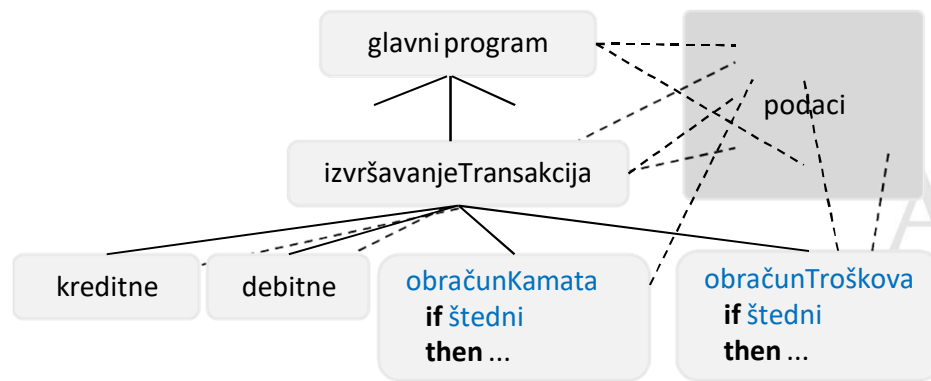 glavni program
podaci
izvršavanjeTransakcija
kreditne
debitne
obračunKamata
if štedni
then ...
obračunTroškova
if štedni
then ...